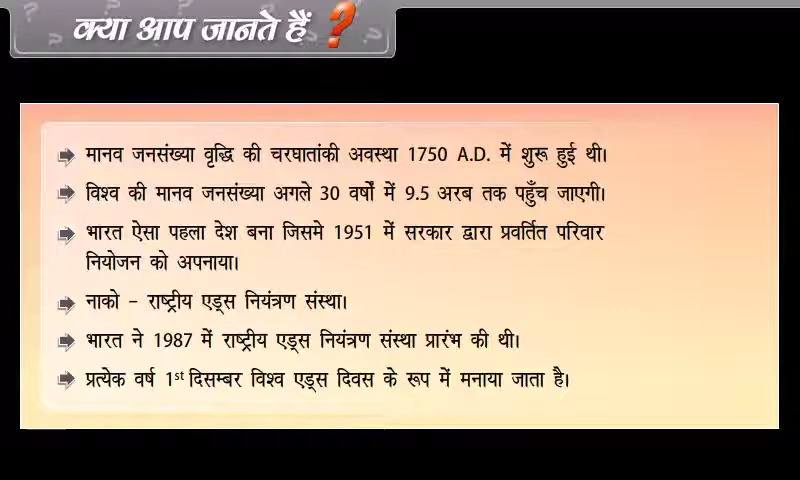 क्या आप जानते हैं ?
मानव जनसंख्या वृद्धि की चरघातांकी अवस्था 1750 A.D. में शुरू हुई थी।
विश्व की मानव जनसंख्या अगले 30 वर्षों में 9.5 अरब तक पहुँच जाएगी।
भारत ऐसा पहला देश बना जिसमे 1951 में सरकार द्वारा प्रवर्तित परिवार
नियोजन को अपनाया।
नाको – राष्ट्रीय एड्स नियंत्रण संस्था।
भारत ने 1987 में राष्ट्रीय एड्स नियंत्रण संस्था प्रारंभ की थी।
प्रत्येक वर्ष 1st दिसम्बर विश्व एड्स दिवस के रूप में मनाया जाता है।